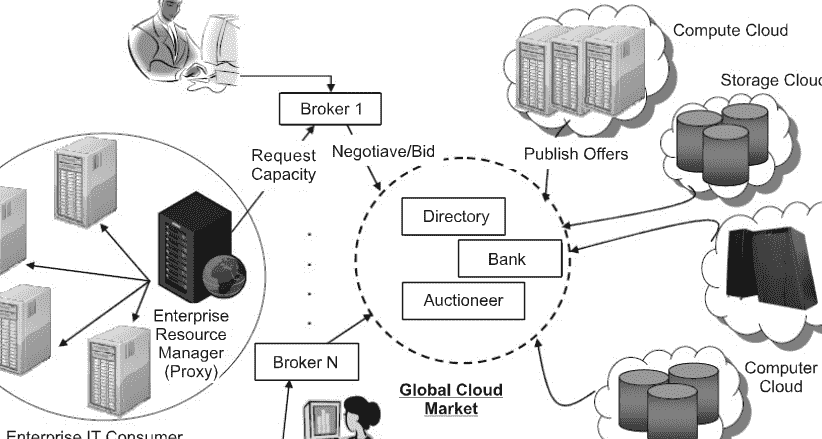 Compute Cloud
Storage Cloud
Broker 1
Request
Capacity
Negotiave/Bid
Publish Offers
Directory
Bank
Auctioneer
Enterprise
Resource
Manager
(Proxy)
Broker N
Global Cloud
Market
Computer
Cloud
Enterprise IT Consumer